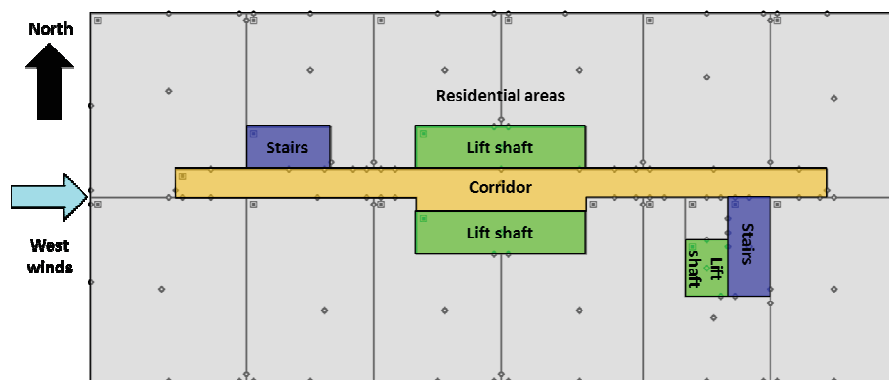 North
Residential areas
Stairs
Lift shaft
Corridor
West
winds
Lift shaft
Stairs
Lift
shaft